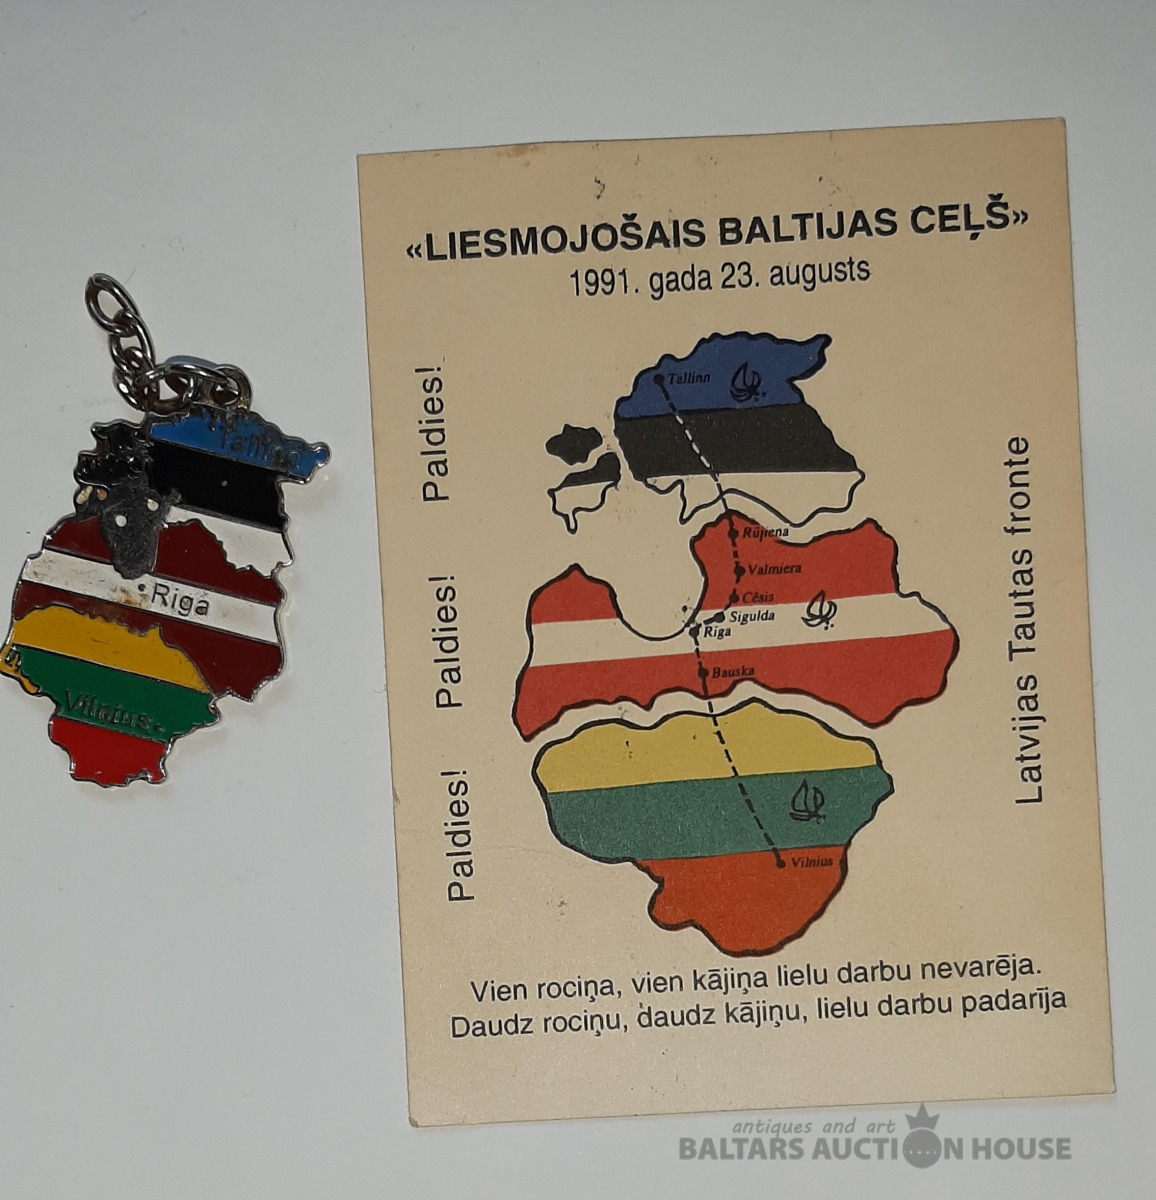 «LIESMOJOŠAIS BALTIJAS CEĻŠ»
1991. gada 23. augusts
Paldies!
Paldies!
Paldies!
Latvijas Tautas fronte
Tallinn
Rūjiena
Valmiera
Cēsis
Sigulda
Rīga
Bauska
Vilnius
Vien rociņa, vien kājiņa lielu darbu nevarēja.
Daudz rociņu, daudz kājiņu, lielu darbu padarīja
Tallinn
Riga
Vilnius
antiques and art
BALTARS AUCTION HOUSE